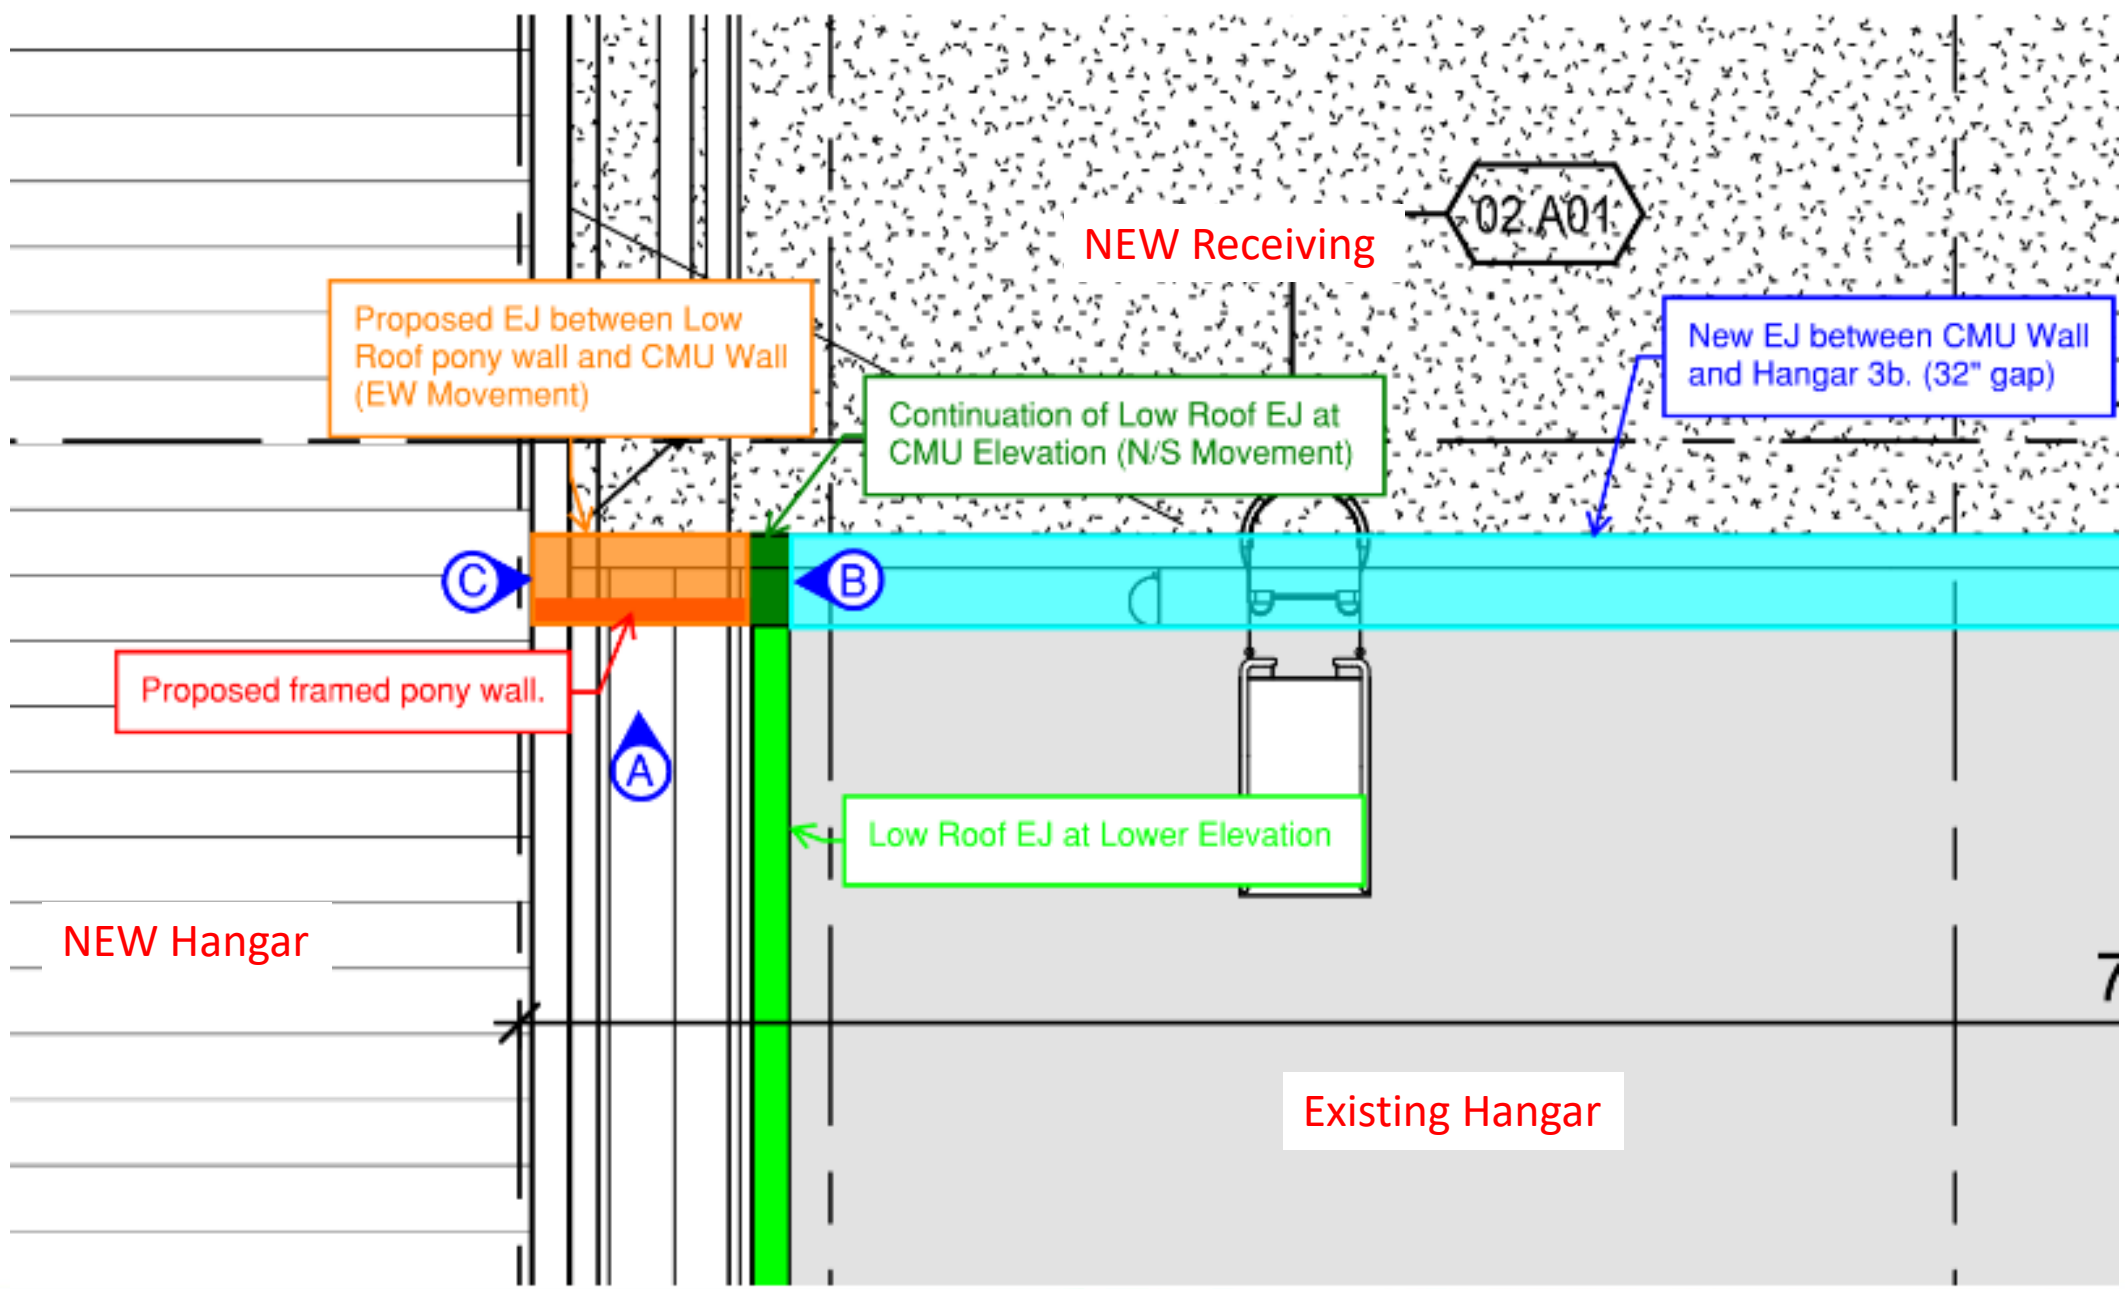 02.A01
NEW Receiving
Proposed EJ between Low
Roof pony wall and CMU Wall
(EW Movement)
New EJ between CMU Wall
and Hangar 3b. (32" gap)
Continuation of Low Roof EJ at
CMU Elevation (N/S Movement)
C
B
Proposed framed pony wall.
A
Low Roof EJ at Lower Elevation
NEW Hangar
7
Existing Hangar